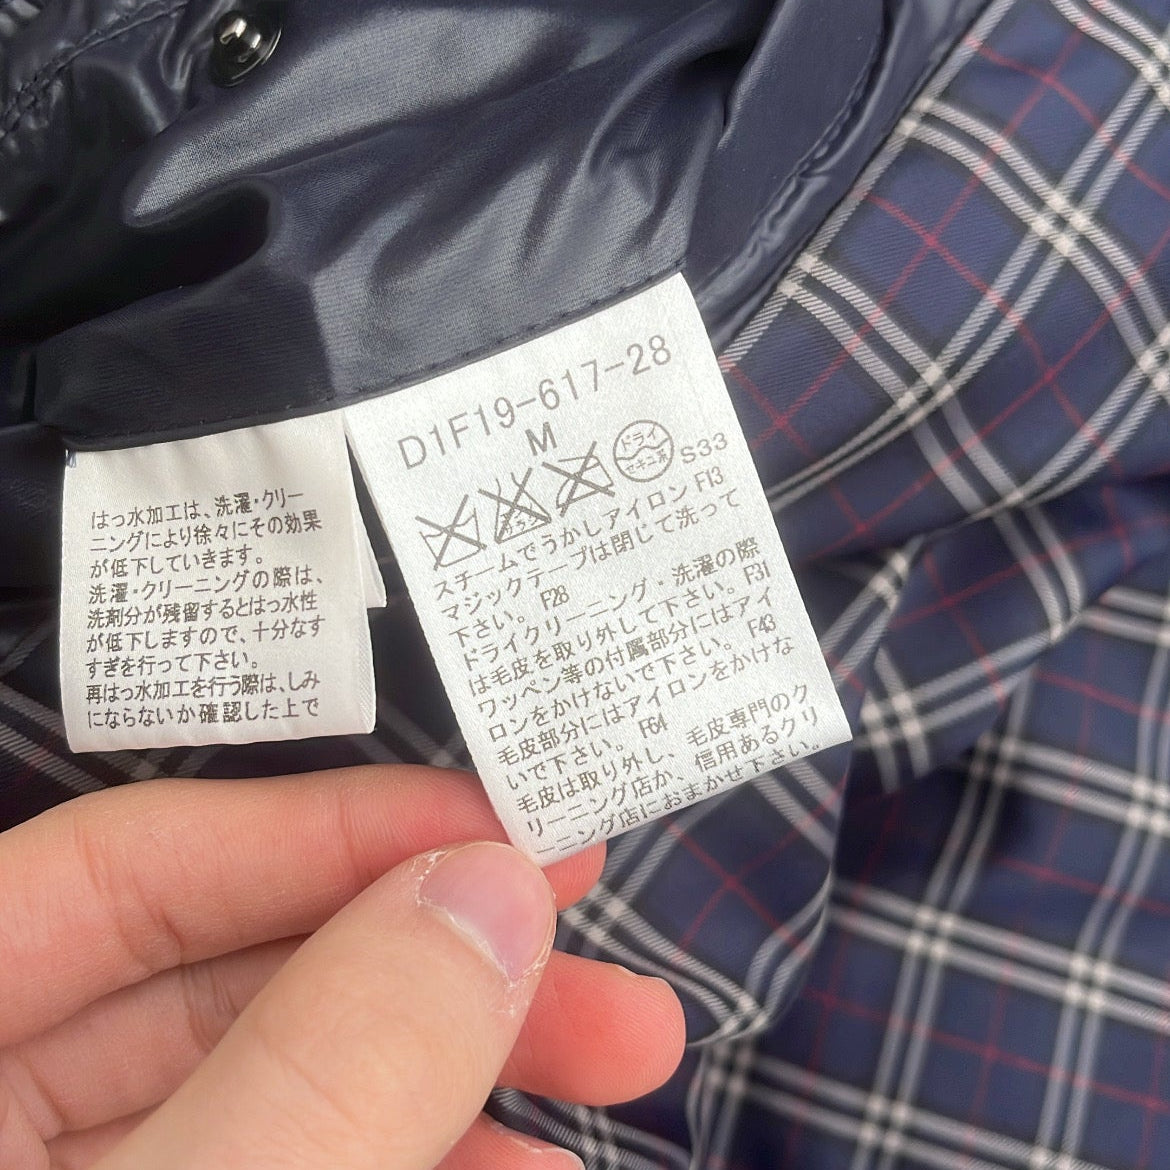 はっ水加工は、洗濯・クリー
ニングにより徐々にその効果
が低下していきます。
洗濯・クリーニングの際は、
洗剤分が残留するとはっ水性
が低下しますので、十分なす
すぎを行って下さい。
再はっ水加工を行う際は、しみ
にならないか確認した上で
D1F19-617-28
M
ドライ
セキユ系
S33
スチームでうかしアイロン F13
マジックテープは閉じて洗って
下さい。 F28
ドライクリーニング・洗濯の際
は毛皮を取り外して下さい。 F31
ワッペン等の付属部分にはアイ
ロンをかけないで下さい。 F43
毛皮部分にはアイロンをかけな
いで下さい。 F64
毛皮は取り外し、毛皮専門のク
リーニング店か、信用あるクリ
ーニング店におまかせ下さい。